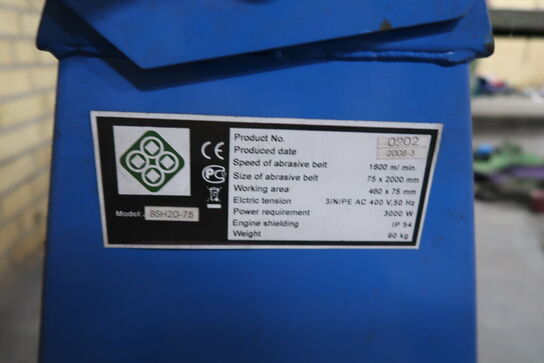 Product No. 0202
Produced date 2008-3
Speed of abrasive belt 1800 m/ min.
Size of abrasive belt 75 x 2000 mm
Working area 460 x 75 mm
Elctric tension 3/N/PE AC 400 V,50 Hz
Power requirement 3000 W
Engine shielding IP 54
Weight 90 kg
CE
PC
Model: BSH20-75